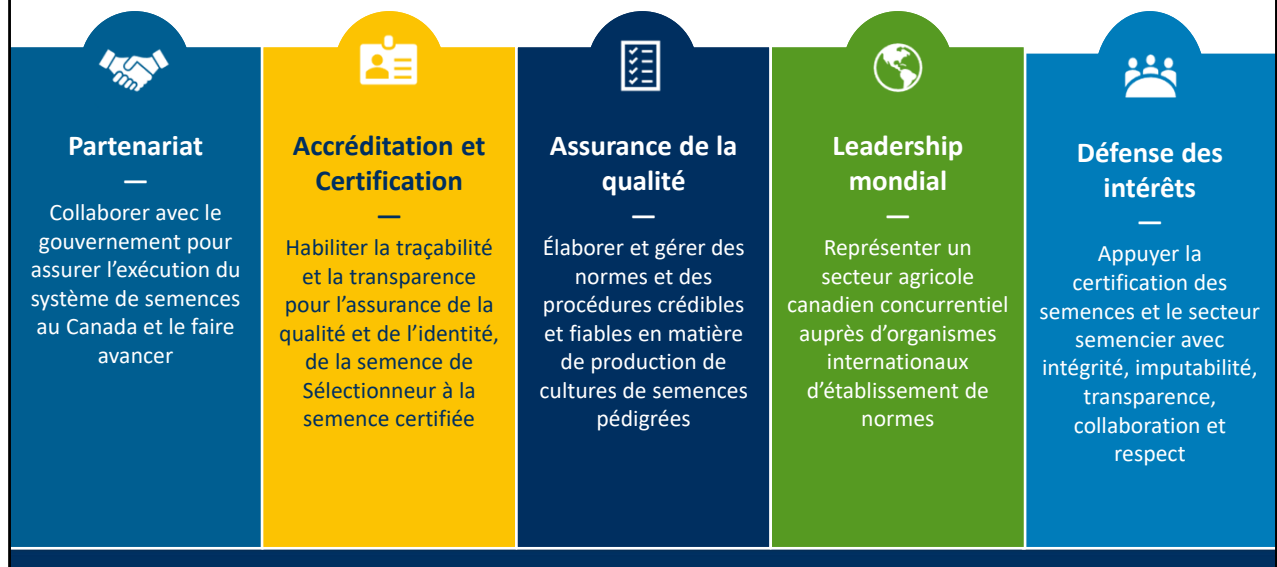 Partenariat
Collaborer avec le
gouvernement pour
assurer l’exécution du
système de semences
au Canada et le faire
avancer
Accréditation et
Certification
Habiliter la traçabilité
et la transparence
pour l’assurance de la
qualité et de l’identité,
de la semence de
Sélectionneur à la
semence certifiée
Assurance de la
qualité
Élaborer et gérer des
normes et des
procédures crédibles
et fiables en matière
de production de
cultures de semences
pédigrées
Leadership
mondial
Représenter un
secteur agricole
canadien concurrentiel
auprès d’organismes
internationaux
d’établissement de
normes
Défense des
intérêts
Appuyer la
certification des
semences et le secteur
semencier avec
intégrité, imputabilité,
transparence,
collaboration et
respect